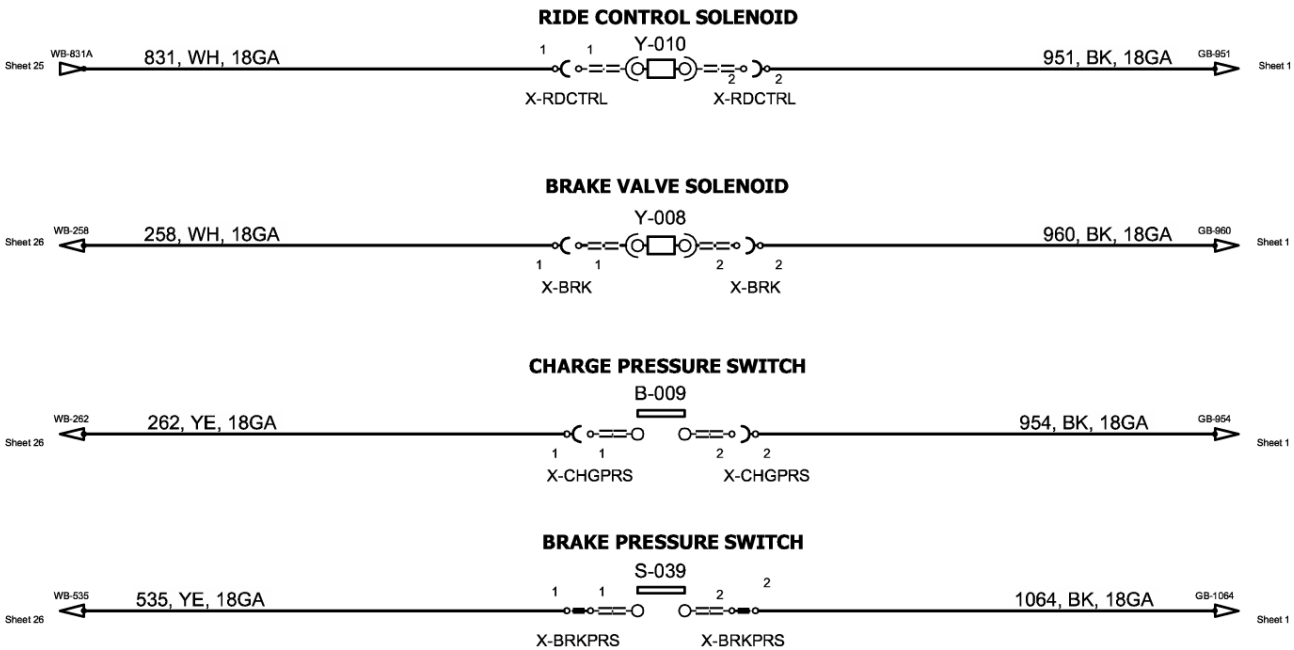 RIDE CONTROL SOLENOID
Y-010
Sheet 25 WB-831A 831, WH, 18GA 1 1 2 2 951, BK, 18GA GB-951 Sheet 1
X-RDCTRL X-RDCTRL
BRAKE VALVE SOLENOID
Y-008
Sheet 26 WB-258 258, WH, 18GA 960, BK, 18GA GB-960 Sheet 1
1 1 2 2
X-BRK X-BRK
CHARGE PRESSURE SWITCH
B-009
Sheet 26 WB-262 262, YE, 18GA 954, BK, 18GA GB-954 Sheet 1
1 1 2 2
X-CHGPRS X-CHGPRS
BRAKE PRESSURE SWITCH
S-039
Sheet 26 WB-535 535, YE, 18GA 1 1 2 2 1064, BK, 18GA GB-1064 Sheet 1
X-BRKPRS X-BRKPRS